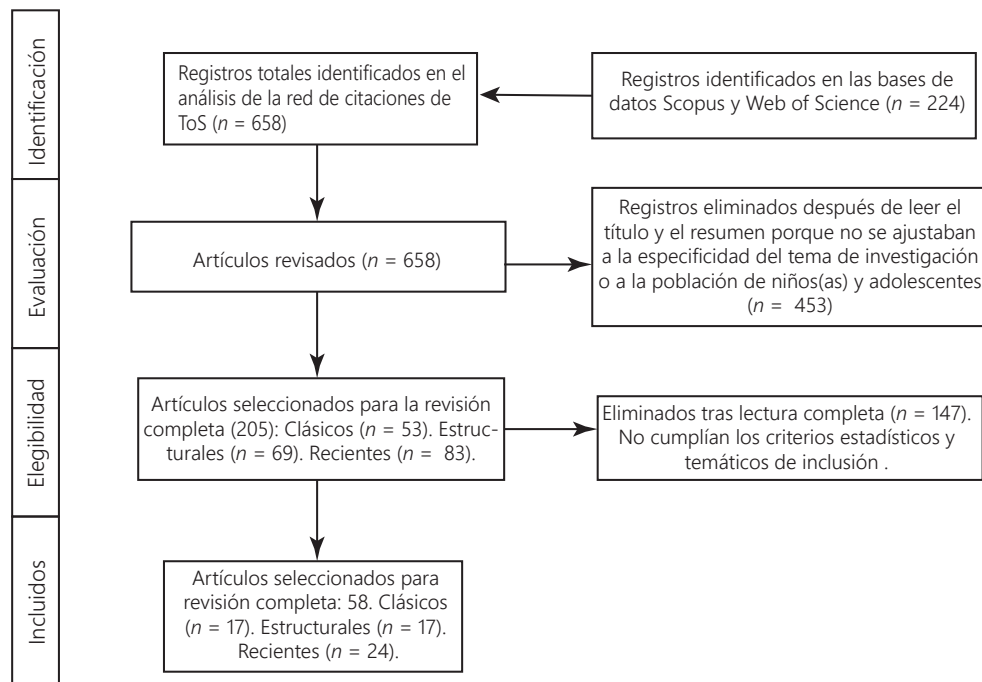 Identificación
Registros totales identificados en el
análisis de la red de citaciones de
ToS (n = 658)
Registros identificados en las bases de
datos Scopus y Web of Science (n = 224)
Evaluación
Artículos revisados (n = 658)
Registros eliminados después de leer el
título y el resumen porque no se ajustaban
a la especificidad del tema de investigación
o a la población de niños(as) y adolescentes
(n = 453)
Elegibilidad
Artículos seleccionados para la revisión
completa (205): Clásicos (n = 53). Estruc-
turales (n = 69). Recientes (n = 83).
Eliminados tras lectura completa (n = 147).
No cumplían los criterios estadísticos y
temáticos de inclusión .
Incluidos
Artículos seleccionados para
revisión completa: 58. Clásicos
(n = 17). Estructurales (n = 17).
Recientes (n = 24).